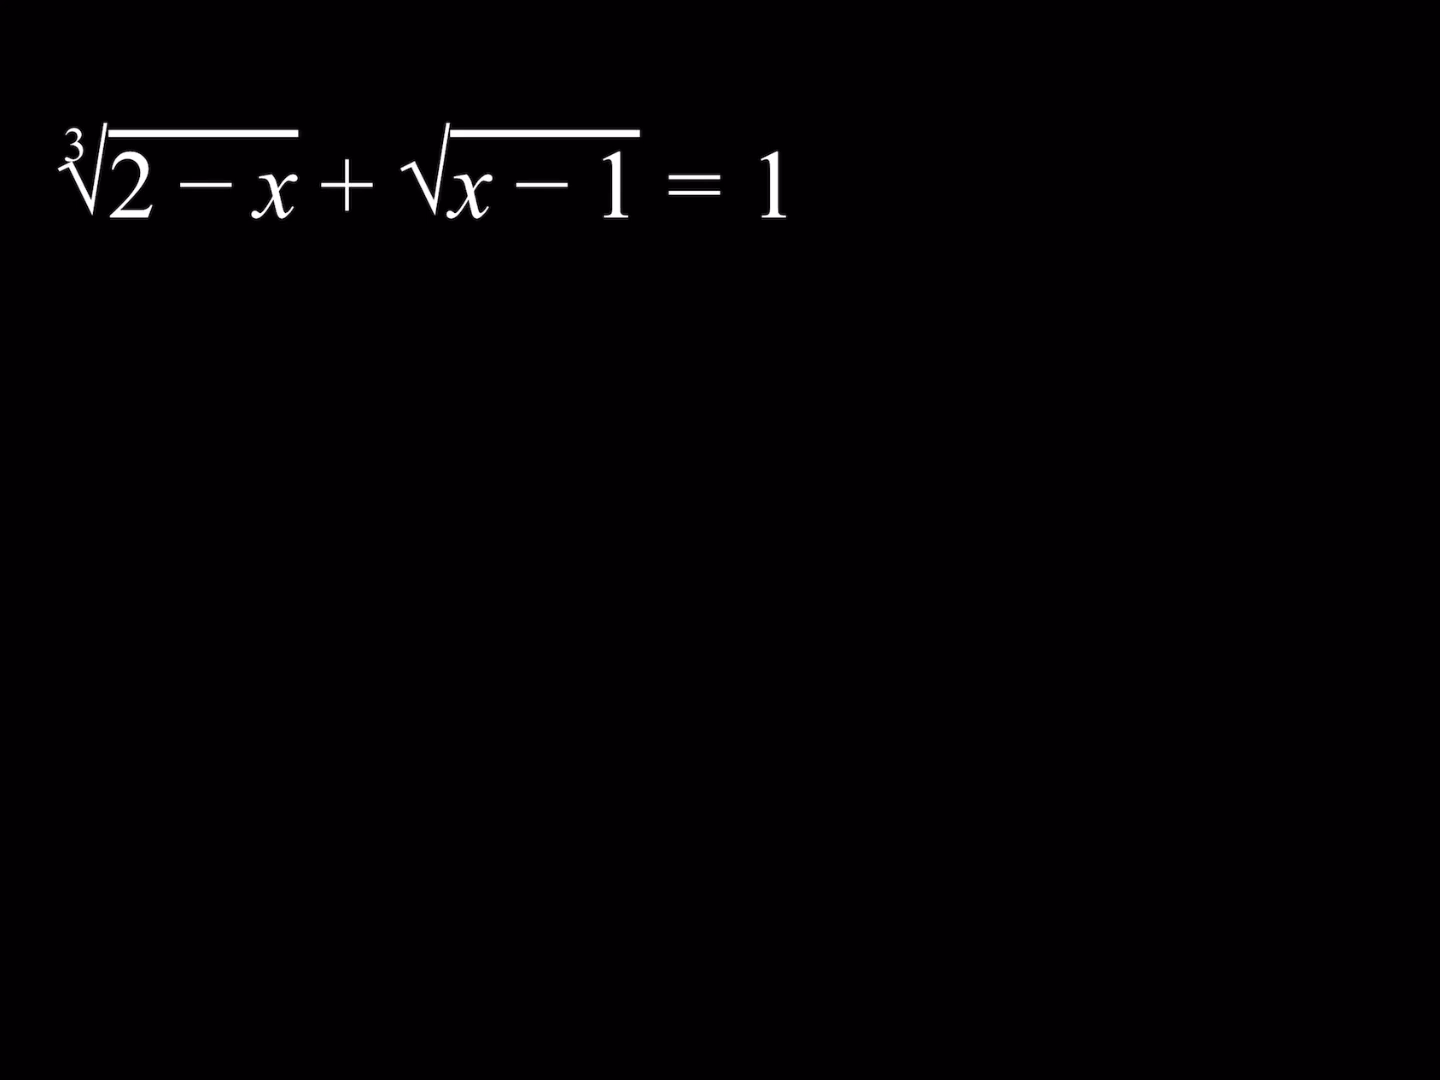 ∛(2 − x) + √(x − 1) = 1